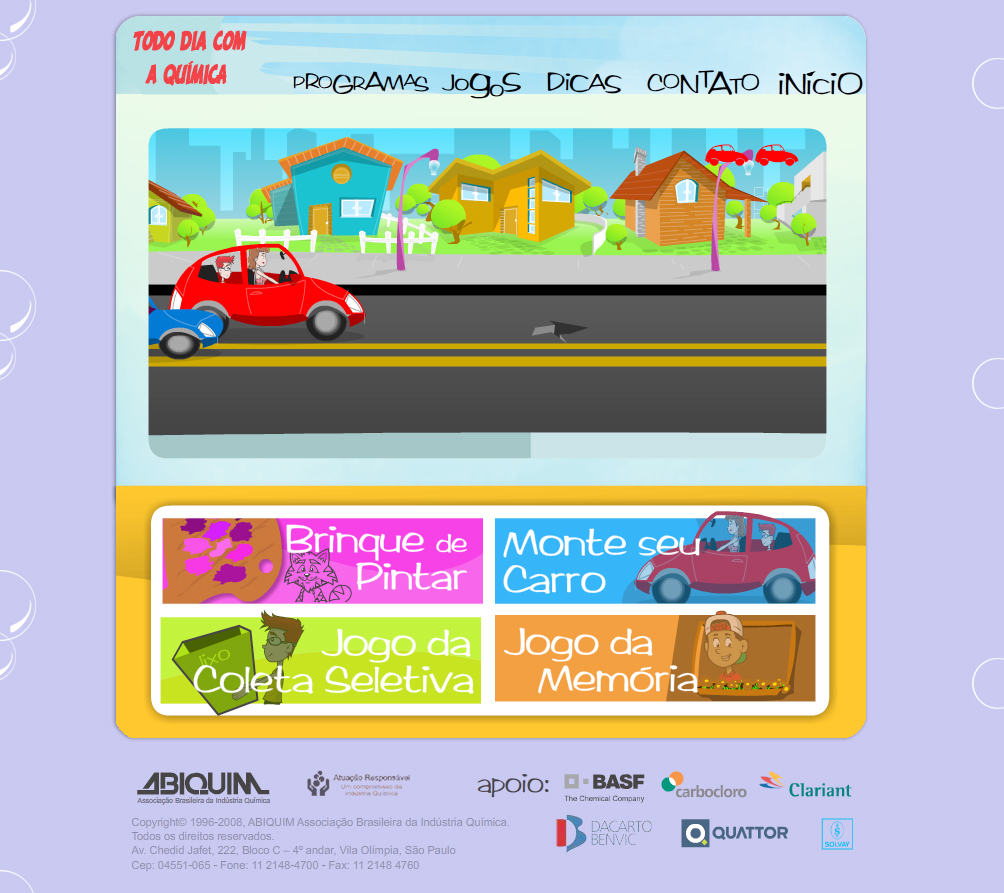 TODO DIA COM
A QUÍMICA
PROGRAMAS JOGOS DICAS CONTATO INÍCIO
Brinque de
Pintar
Monte seu
Carro
lixo
Jogo da
Coleta Seletiva
Jogo da
Memória
ABIQUIM
Associação Brasileira da Indústria Química
Atuação Responsável
Um compromisso da
Indústria Química
apoio:
BASF
The Chemical Company
carbocloro
Clariant
DACARTO
BENVIC
QUATTOR
SOLVAY
Copyright© 1996-2008, ABIQUIM Associação Brasileira da Indústria Química.
Todos os direitos reservados.
Av. Chedid Jafet, 222, Bloco C – 4º andar, Vila Olímpia, São Paulo
Cep: 04551-065 - Fone: 11 2148-4700 - Fax: 11 2148 4760